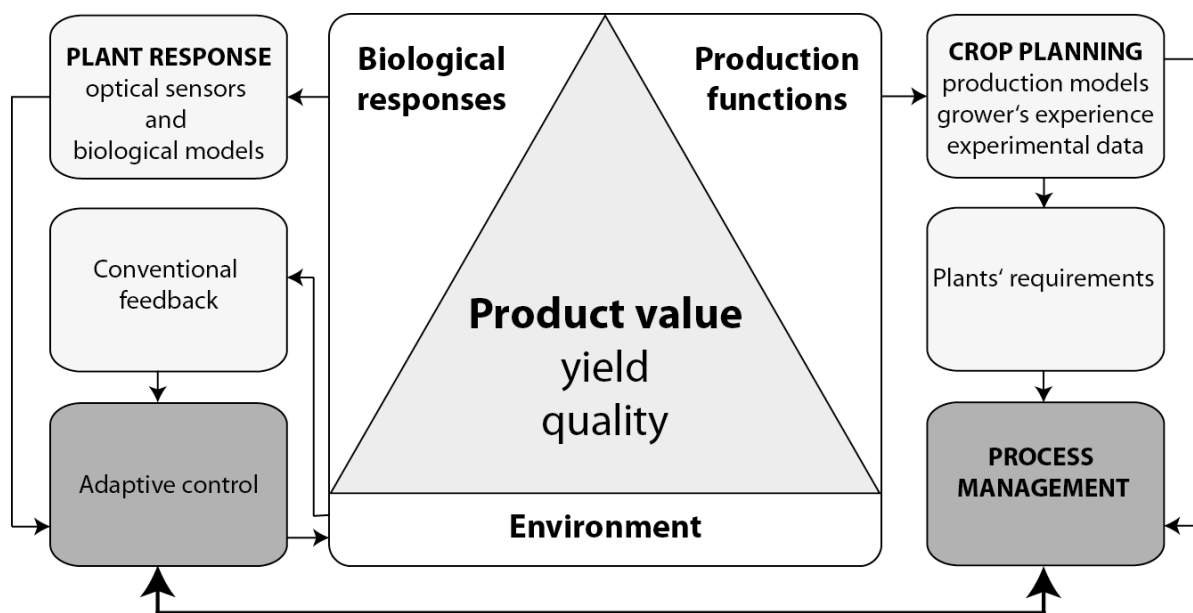 PLANT RESPONSE
optical sensors
and
biological models
Conventional
feedback
Adaptive control
Biological
responses
Production
functions
Product value
yield
quality
Environment
CROP PLANNING
production models
grower‘s experience
experimental data
Plants‘ requirements
PROCESS
MANAGEMENT